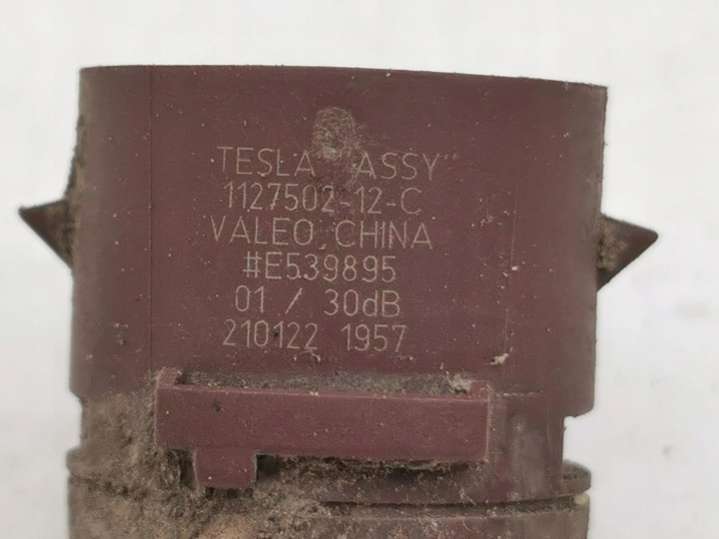 TESLA "ASSY"
1127502-12-C
VALEO CHINA
#E539895
01 / 30dB
210122 1957